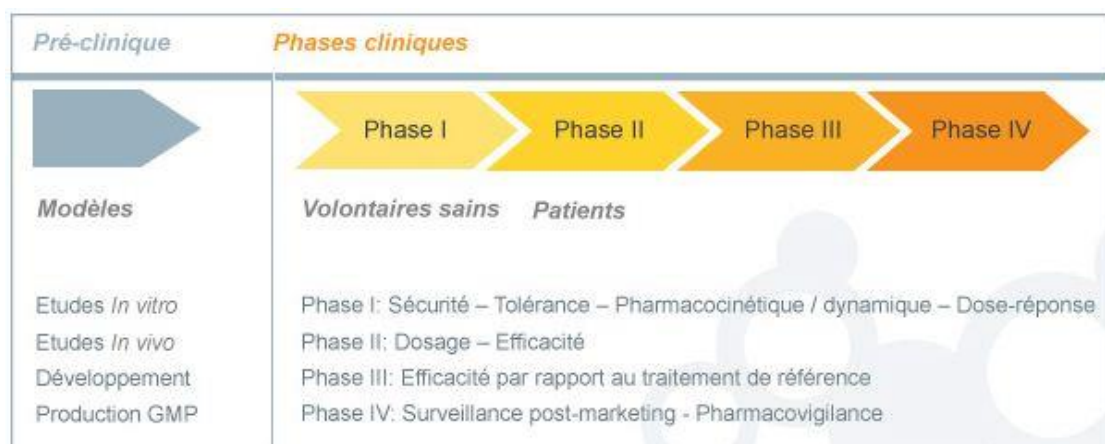 Pré-clinique
Phases cliniques
Phase I
Phase II
Phase III
Phase IV
Modèles
Volontaires sains
Patients
Etudes In vitro
Etudes In vivo
Développement
Production GMP
Phase I: Sécurité – Tolérance – Pharmacocinétique / dynamique – Dose-réponse
Phase II: Dosage – Efficacité
Phase III: Efficacité par rapport au traitement de référence
Phase IV: Surveillance post-marketing - Pharmacovigilance